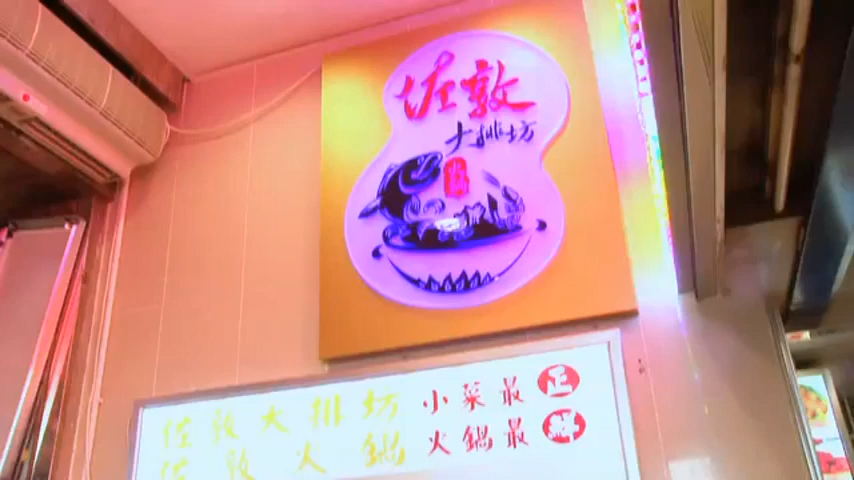 佐敦
大排坊
佐敦大排坊 小菜最正
佐敦火鍋 火鍋最